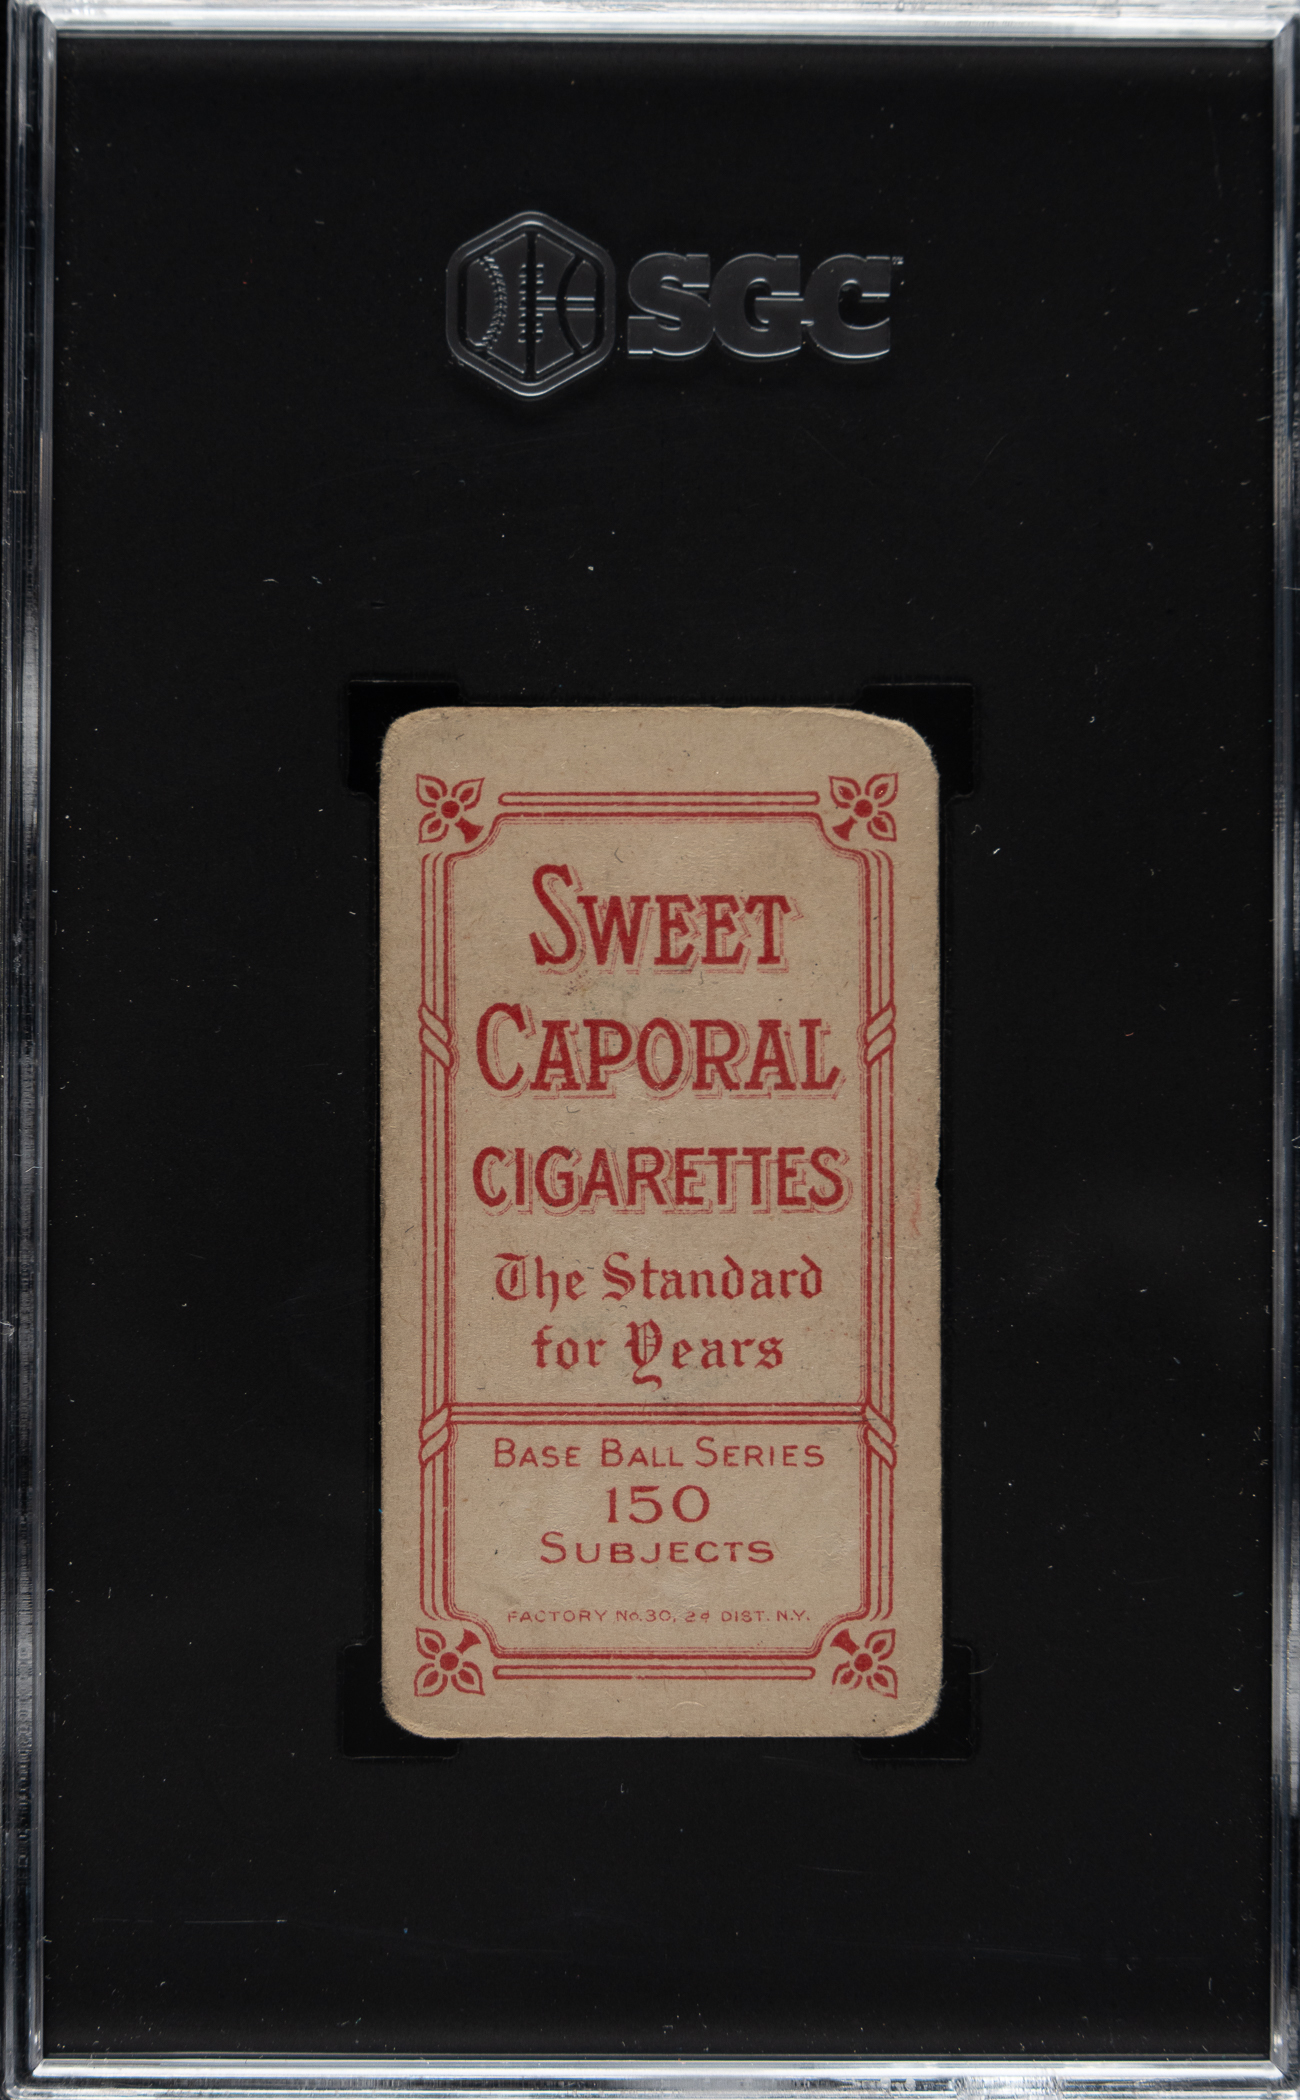 SGC
SWEET
CAPORAL
CIGARETTES
The Standard
for Years
BASE BALL SERIES
150
SUBJECTS
FACTORY No. 30, 2d DIST. N.Y.